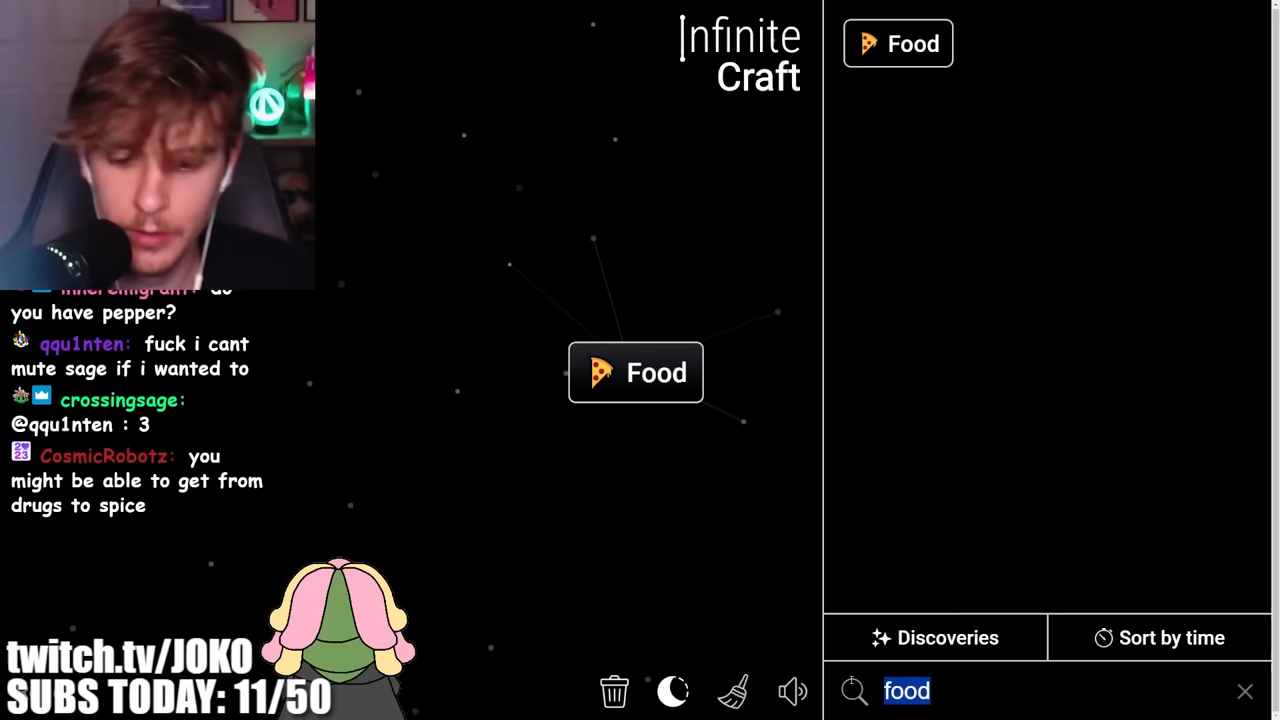 Infinite
Craft
Food
Food
you have pepper?
qqu1nten: fuck i cant
mute sage if i wanted to
crossingsage:
@qqu1nten : 3
CosmicRobotz: you
might be able to get from
drugs to spice
twitch.tv/JOKO
SUBS TODAY: 11/50
Discoveries
Sort by time
food